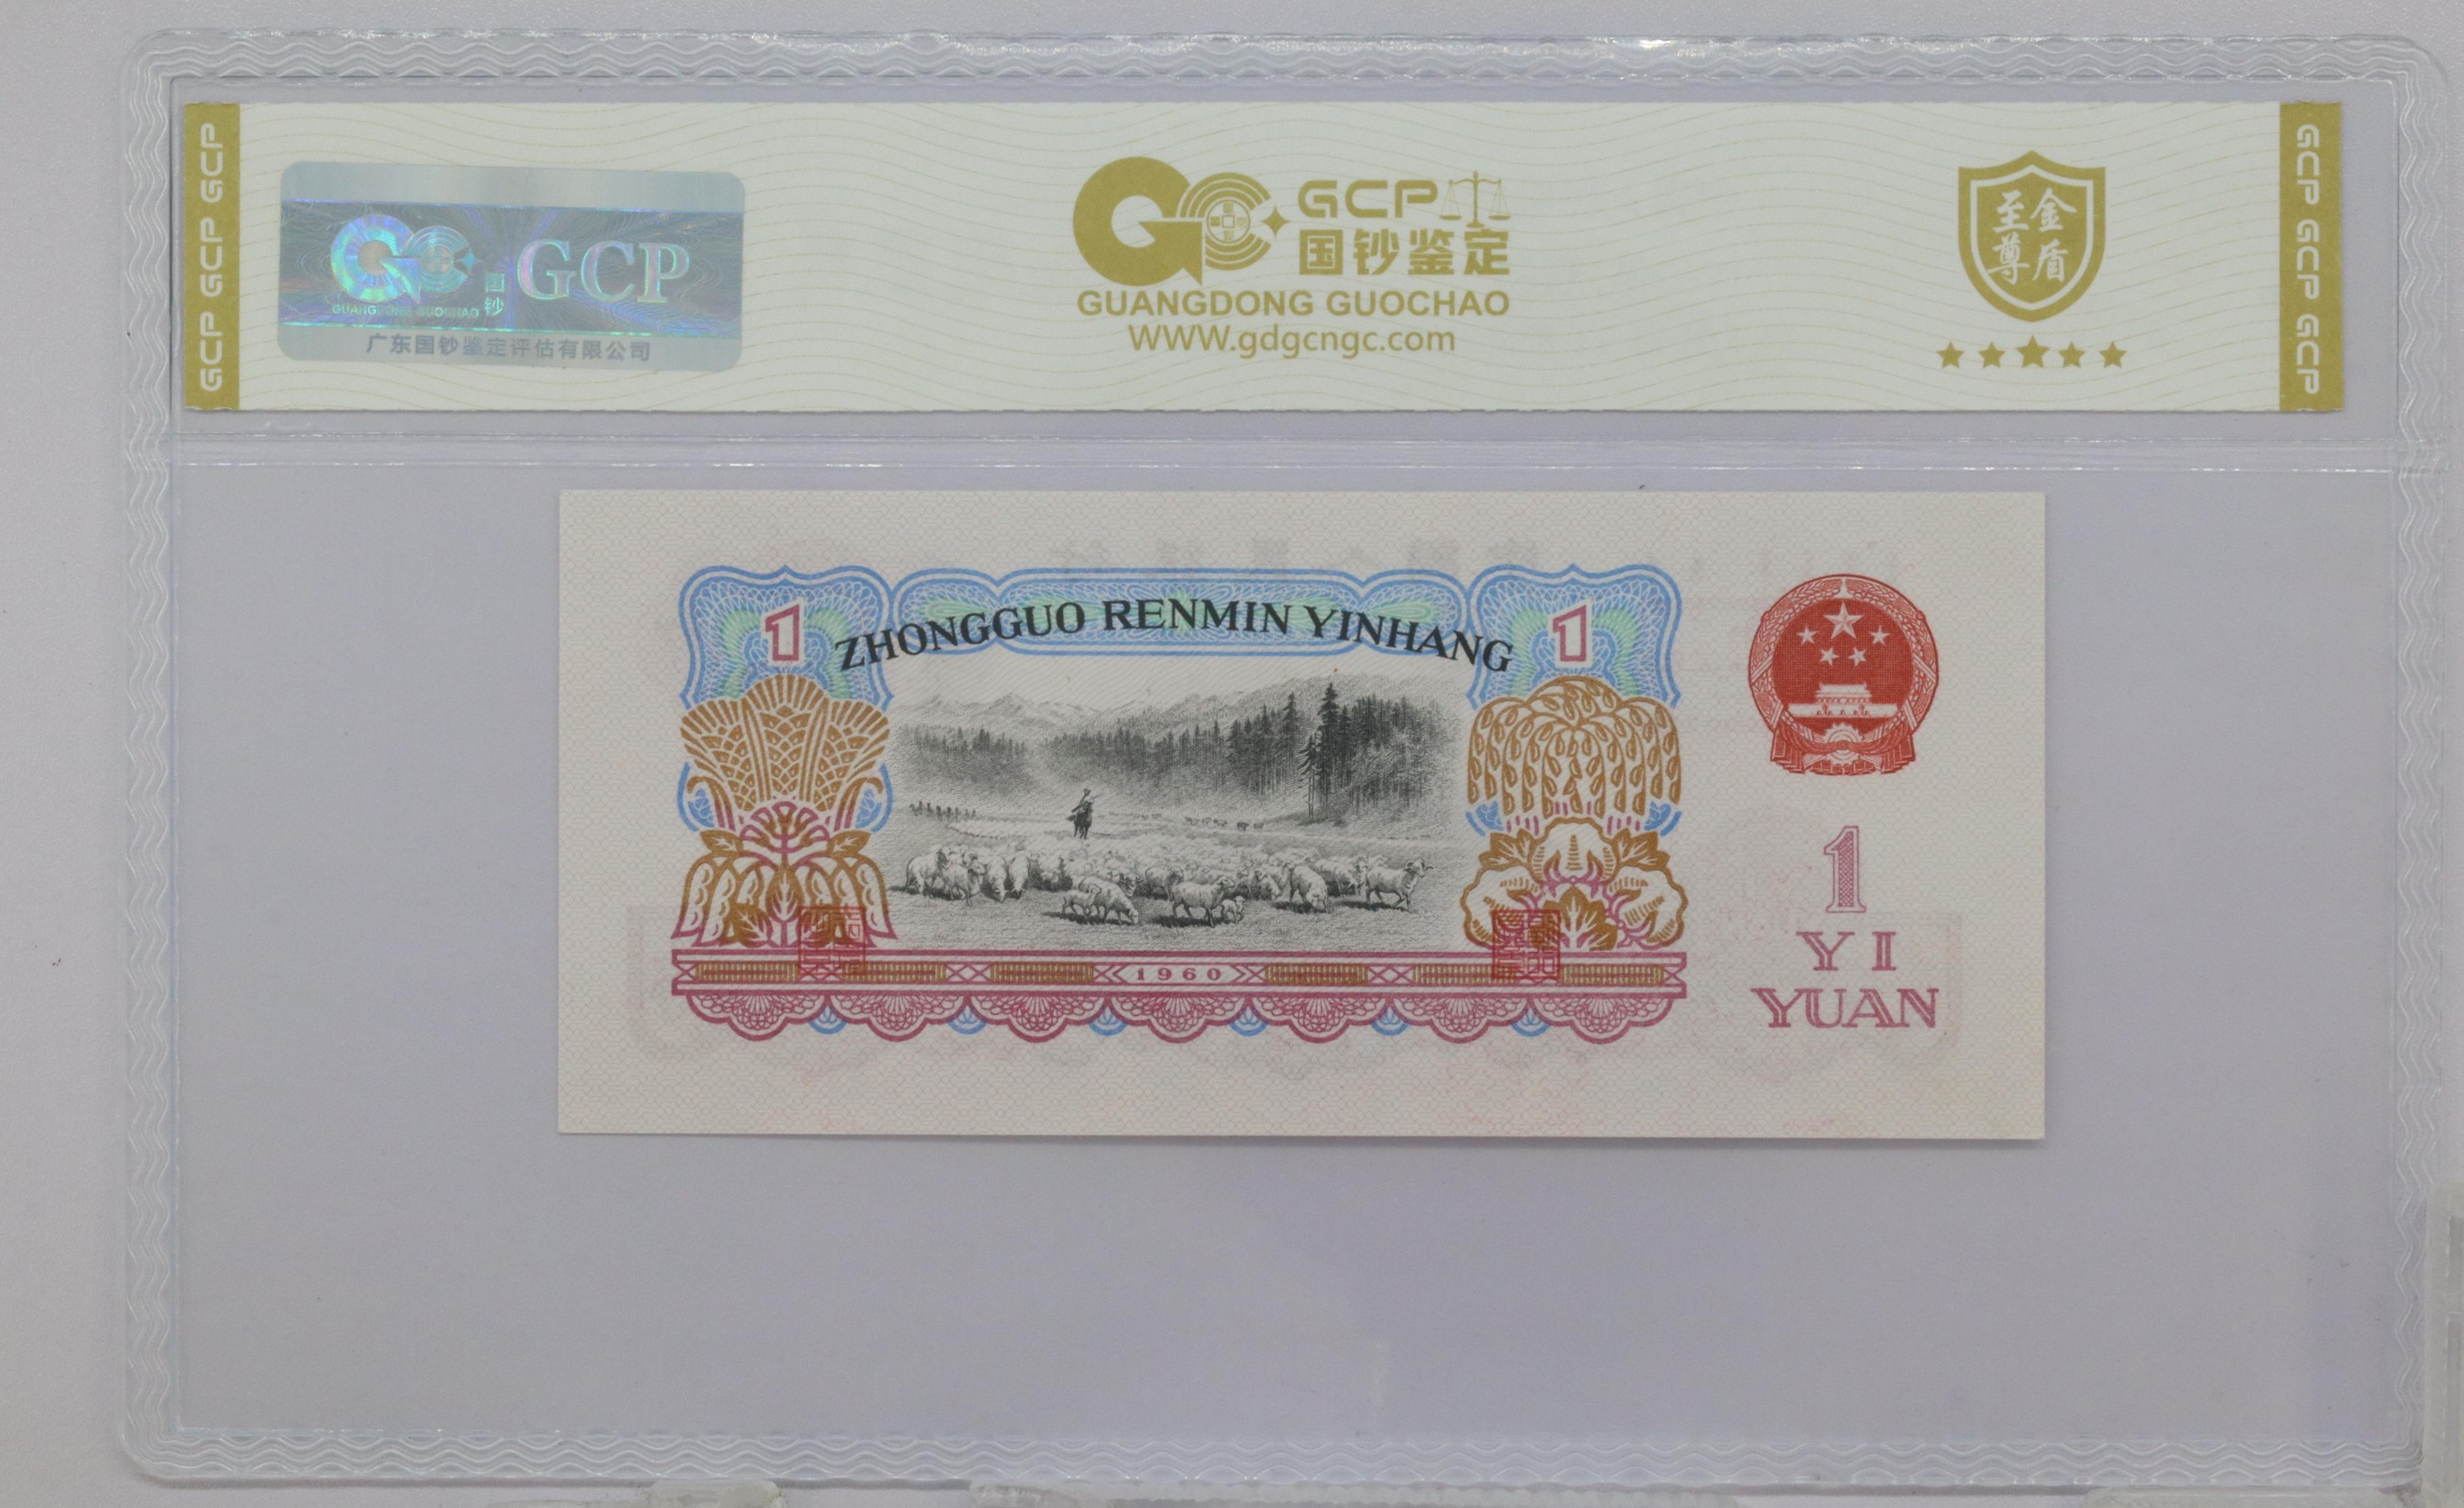 GCP GCP GCP
GUANGDONG GUOCHAO
国钞
GCP
广东国钞鉴定评估有限公司
GCP
国钞鉴定
GUANGDONG GUOCHAO
WWW.gdgcngc.com
至尊
金盾
GCP GCP GCP
1
ZHONGGUO RENMIN YINHANG
1
1960
1
YI
YUAN